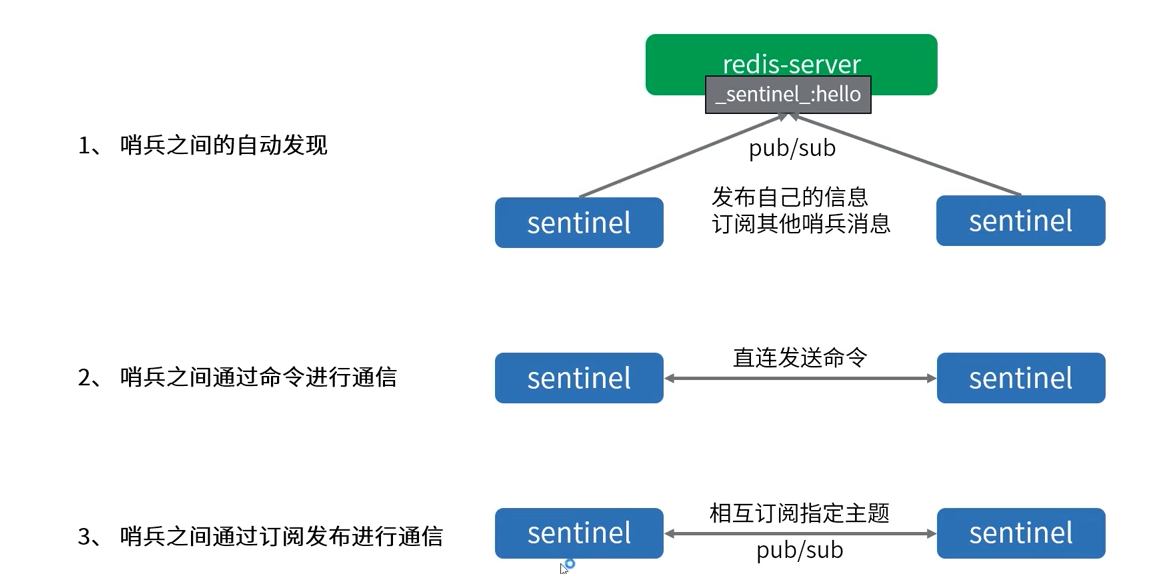 redis-server
_sentinel_:hello
1、 哨兵之间的自动发现
pub/sub
发布自己的信息
订阅其他哨兵消息
sentinel
sentinel
2、 哨兵之间通过命令进行通信
直连发送命令
sentinel
sentinel
3、 哨兵之间通过订阅发布进行通信
相互订阅指定主题
sentinel
sentinel
pub/sub